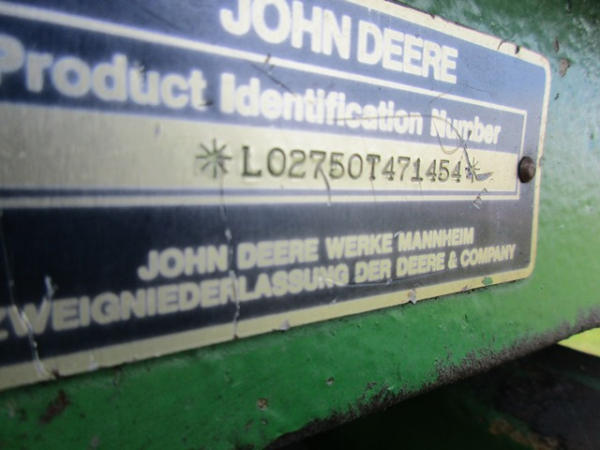 JOHN DEERE
Product Identification Number
*L02750T471454*
JOHN DEERE WERKE MANNHEIM
ZWEIGNIEDERLASSUNG DER DEERE & COMPANY